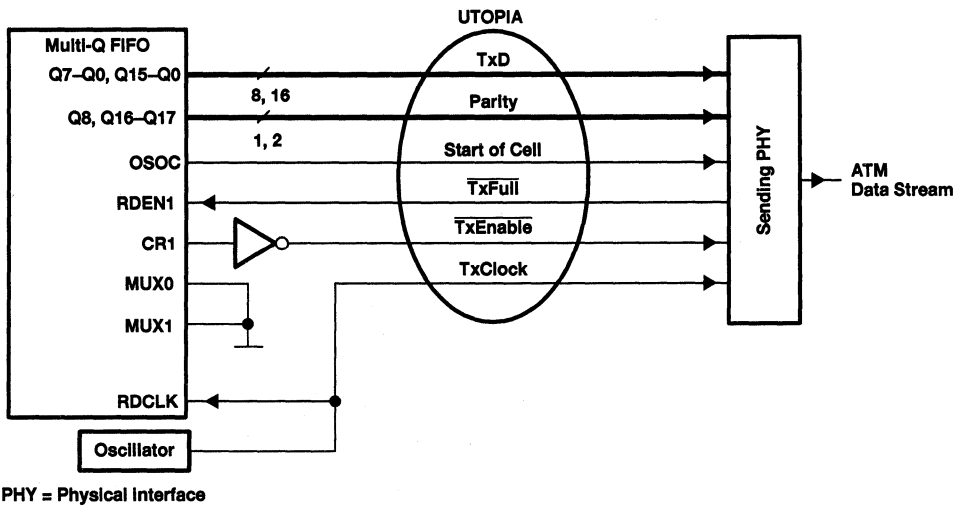 UTOPIA
Multi-Q FIFO
Q7–Q0, Q15–Q0
8, 16
TxD
Q8, Q16–Q17
1, 2
Parity
OSOC
Start of Cell
RDEN1
TxFull
CR1
TxEnable
MUX0
TxClock
MUX1
RDCLK
Sending PHY
ATM
Data Stream
Oscillator
PHY = Physical interface